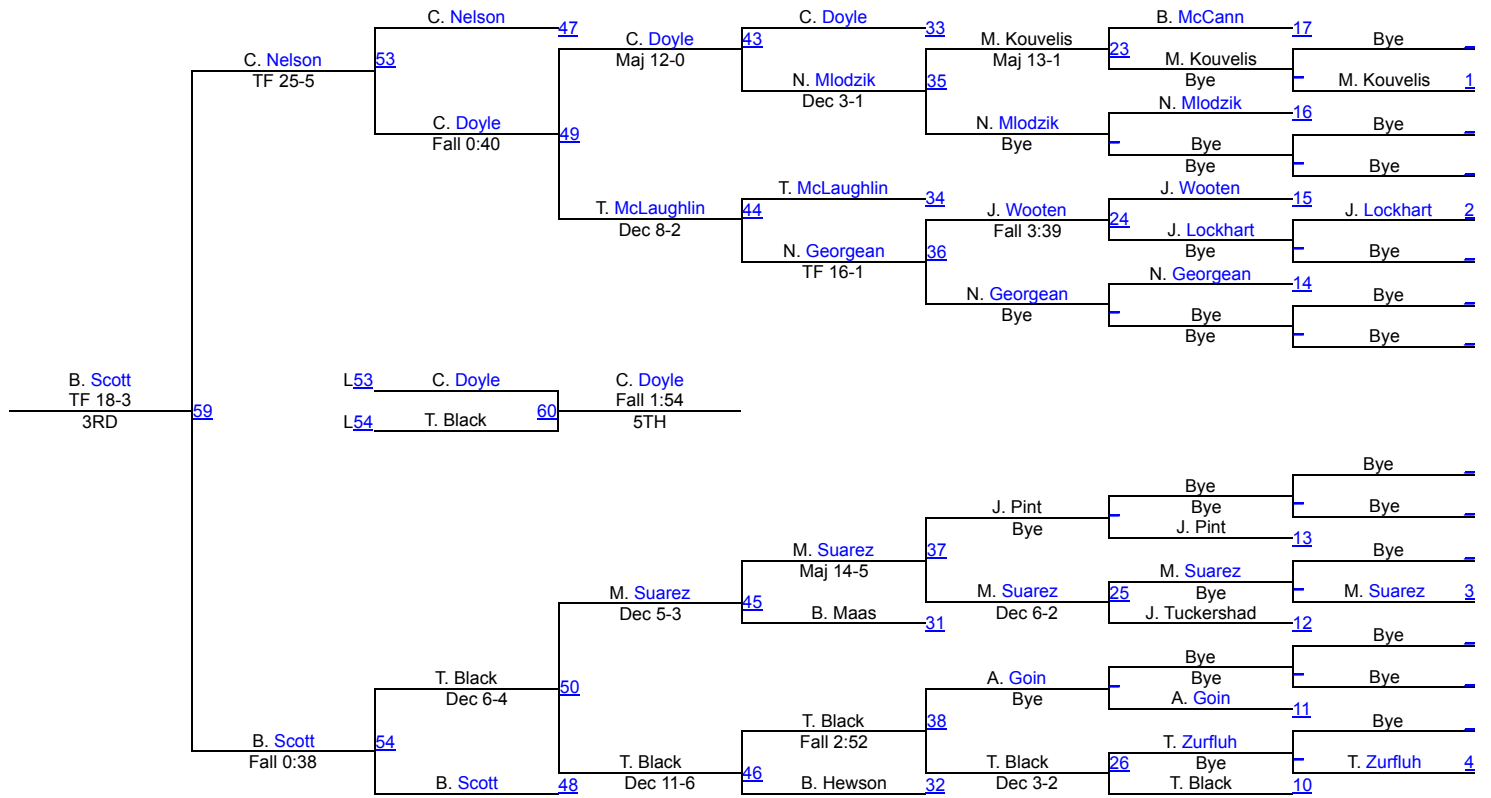 C. Nelson
47
C. Doyle
33
B. McCann
17
C. Doyle
43
M. Kouvelis
23
Bye
_
C. Nelson
53
Maj 12-0
Maj 13-1
M. Kouvelis
TF 25-5
N. Mlodzik
35
Bye
_
M. Kouvelis
1
Dec 3-1
N. Mlodzik
16
C. Doyle
49
N. Mlodzik
Bye
_
Fall 0:40
Bye
_
Bye
Bye
_
Bye
_
T. McLaughlin
34
J. Wooten
15
T. McLaughlin
44
J. Wooten
24
J. Lockhart
2
Dec 8-2
Fall 3:39
J. Lockhart
N. Georgean
36
Bye
_
Bye
_
TF 16-1
N. Georgean
14
N. Georgean
Bye
_
Bye
_
Bye
Bye
_
Bye
_
B. Scott
L53
C. Doyle
C. Doyle
TF 18-3
Fall 1:54
59
60
3RD
L54
T. Black
5TH
Bye
_
Bye
J. Pint
_
Bye
Bye
_
Bye
J. Pint
13
M. Suarez
37
Bye
_
Maj 14-5
M. Suarez
M. Suarez
45
M. Suarez
25
Bye
_
M. Suarez
3
Dec 5-3
B. Maas
31
Dec 6-2
J. Tuckershad
12
Bye
_
Bye
T. Black
50
A. Goin
_
Bye
Bye
_
Dec 6-4
Bye
A. Goin
11
T. Black
38
Bye
_
B. Scott
54
Fall 2:52
T. Zurfluh
Fall 0:38
T. Black
46
T. Black
26
Bye
_
T. Zurfluh
4
B. Scott
48
Dec 11-6
B. Hewson
32
Dec 3-2
T. Black
10